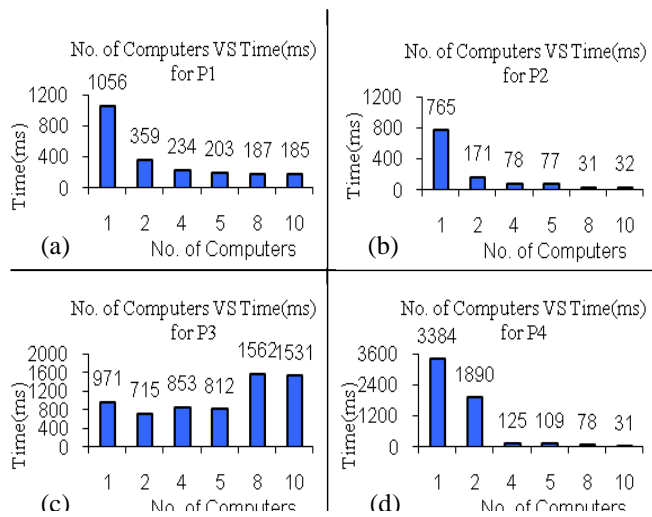 No. of Computers VS Time(ms)
for P1
1056
1200
800
400
0
Time(ms)
359
234
203
187
185
1 2 4 5 8 10
No. of Computers
(a)
No. of Computers VS Time(ms)
for P2
765
1200
800
400
0
Time(ms)
171
78
77
31
32
1 2 4 5 8 10
No. of Computers
(b)
No. of Computers VS Time(ms)
for P3
2000
1600
1200
800
400
0
Time(ms)
971
715
853
812
1562
1531
1 2 4 5 8 10
No. of Computers
(c)
No. of Computers VS Time(ms)
for P4
3384
3600
2400
1200
0
Time(ms)
1890
125
109
78
31
1 2 4 5 8 10
No. of Computers
(d)